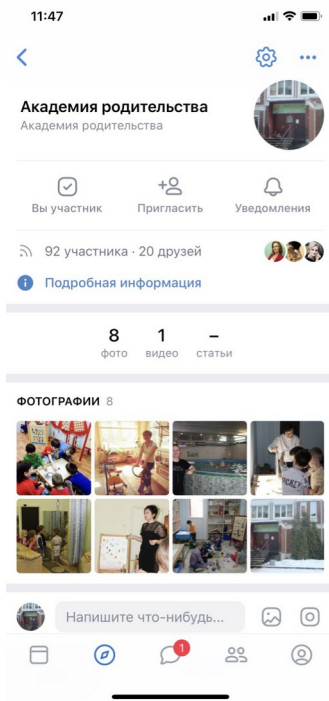 11:47
Академия родительства
Академия родительства
Вы участник
Пригласить
Уведомления
92 участника · 20 друзей
Подробная информация
8 1 –
фото видео статьи
ФОТОГРАФИИ 8
Напишите что-нибудь...
1